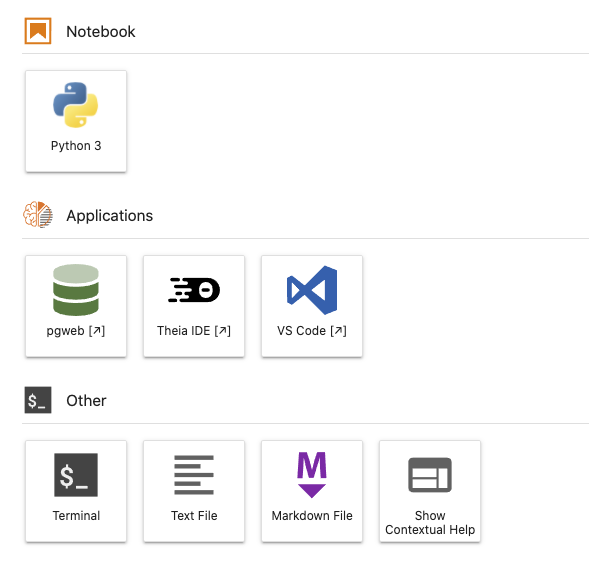 Notebook
Python 3
Applications
pgweb [↗]
Theia IDE [↗]
VS Code [↗]
$_
Other
$_
Terminal
Text File
M
Markdown File
Show
Contextual Help